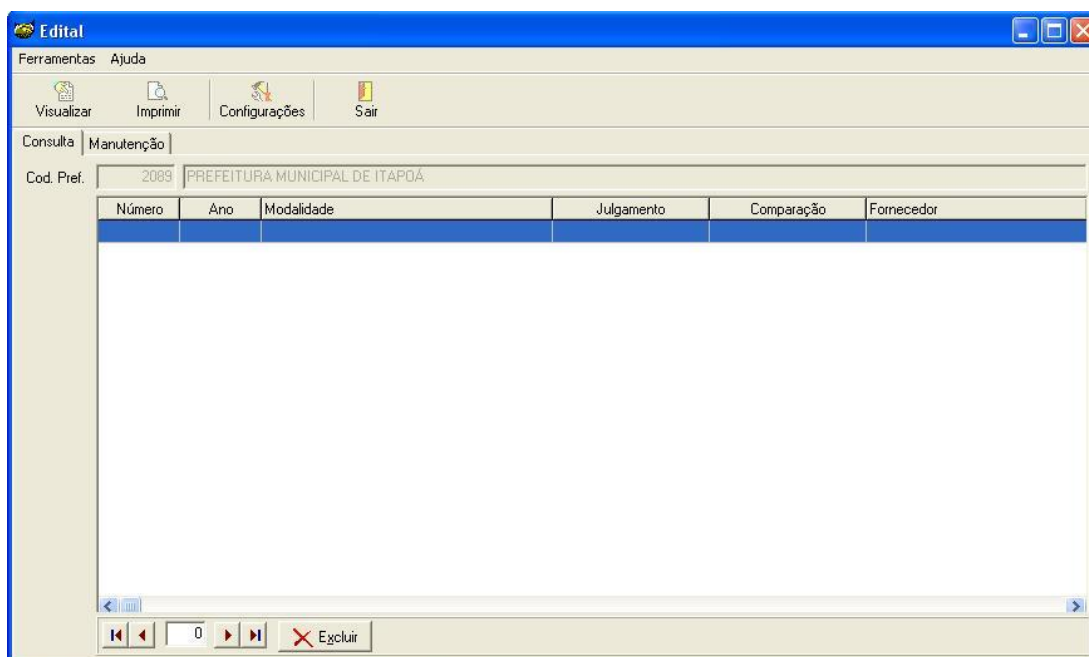 Edital
Ferramentas Ajuda
Visualizar Imprimir Configurações Sair
Consulta Manutenção
Cod. Pref. 2089 PREFEITURA MUNICIPAL DE ITAPOÁ
Número Ano Modalidade Julgamento Comparação Fornecedor
0 Excluir